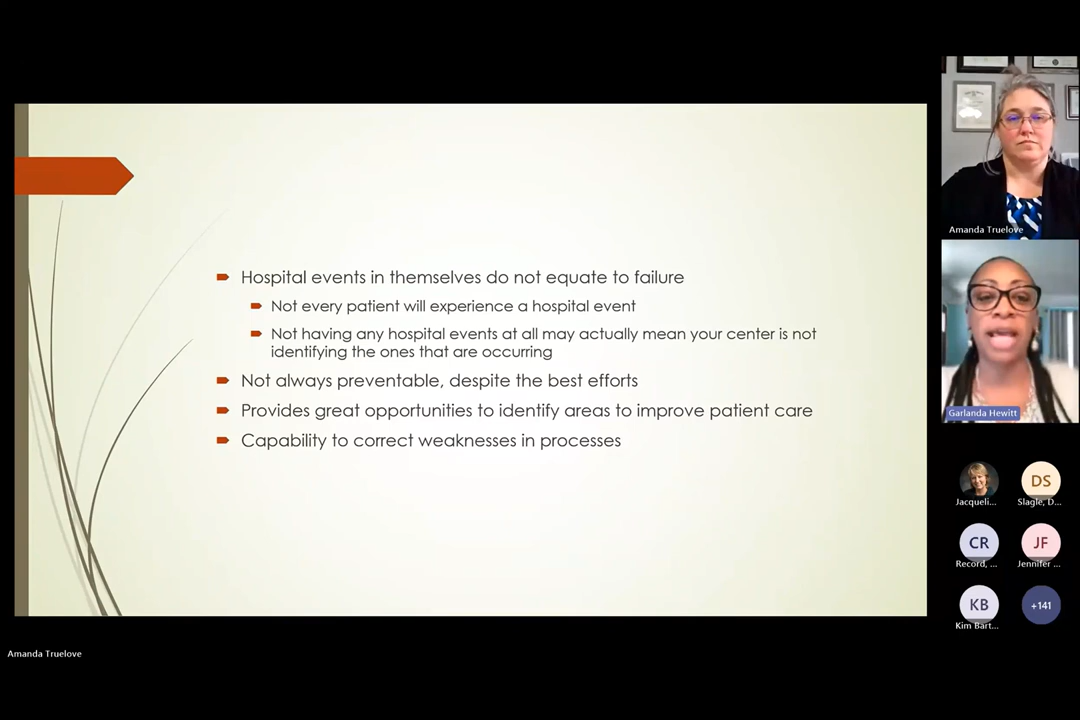 Hospital events in themselves do not equate to failure
Not every patient will experience a hospital event
Not having any hospital events at all may actually mean your center is not
identifying the ones that are occurring
Not always preventable, despite the best efforts
Provides great opportunities to identify areas to improve patient care
Capability to correct weaknesses in processes
Amanda Truelove
Garlanda Hewitt
Jacqueli...
DS
Slagle, D...
CR
Record, ...
JF
Jennifer ...
KB
Kim Bart...
+141
Amanda Truelove